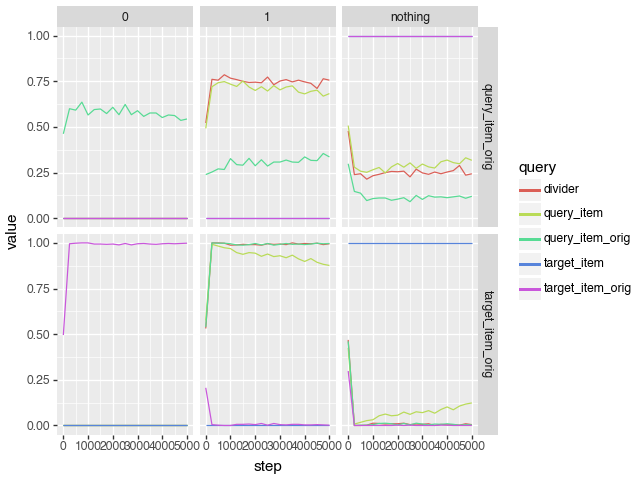 0 1 nothing
1.00
0.75
0.50
0.25
0.00
query_item_orig
1.00
0.75
0.50
0.25
0.00
target_item_orig
value
0 1000 2000 3000 4000 5000 0 1000 2000 3000 4000 5000 0 1000 2000 3000 4000 5000
step
query
divider
query_item
query_item_orig
target_item
target_item_orig